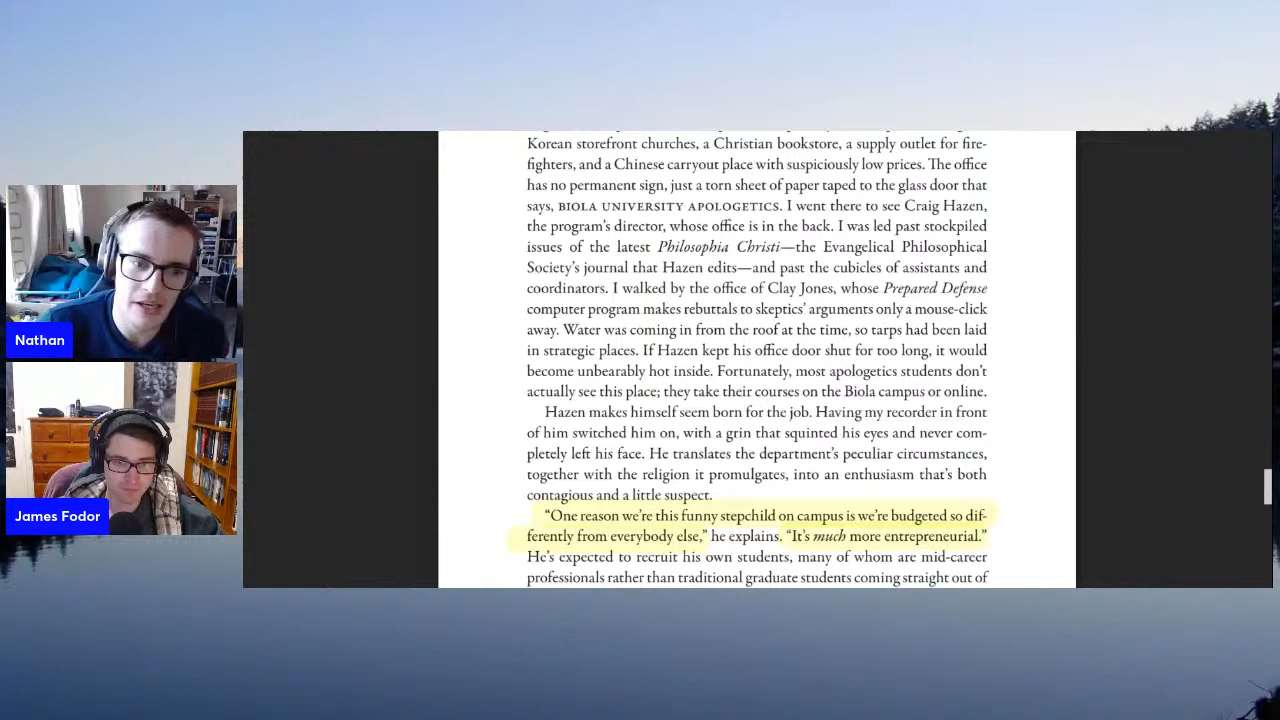 Korean storefront churches, a Christian bookstore, a supply outlet for fire-
fighters, and a Chinese carryout place with suspiciously low prices. The office
has no permanent sign, just a torn sheet of paper taped to the glass door that
says, BIOLA UNIVERSITY APOLOGETICS. I went there to see Craig Hazen,
the program’s director, whose office is in the back. I was led past stockpiled
issues of the latest Philosophia Christi—the Evangelical Philosophical
Society’s journal that Hazen edits—and past the cubicles of assistants and
coordinators. I walked by the office of Clay Jones, whose Prepared Defense
computer program makes rebuttals to skeptics’ arguments only a mouse-click
away. Water was coming in from the roof at the time, so tarps had been laid
in strategic places. If Hazen kept his office door shut for too long, it would
become unbearably hot inside. Fortunately, most apologetics students don’t
actually see this place; they take their courses on the Biola campus or online.
Hazen makes himself seem born for the job. Having my recorder in front
of him switched him on, with a grin that squinted his eyes and never com-
pletely left his face. He translates the department’s peculiar circumstances,
together with the religion it promulgates, into an enthusiasm that’s both
contagious and a little suspect.
“One reason we’re this funny stepchild on campus is we’re budgeted so dif-
ferently from everybody else,” he explains. “It’s much more entrepreneurial.”
He’s expected to recruit his own students, many of whom are mid-career
professionals rather than traditional graduate students coming straight out of
Nathan
James Fodor